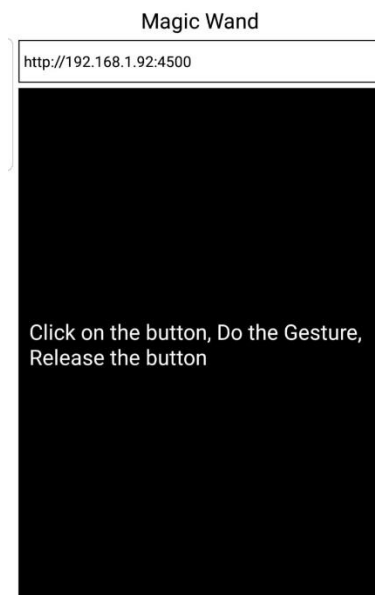 Magic Wand
http://192.168.1.92:4500
Click on the button, Do the Gesture,
Release the button